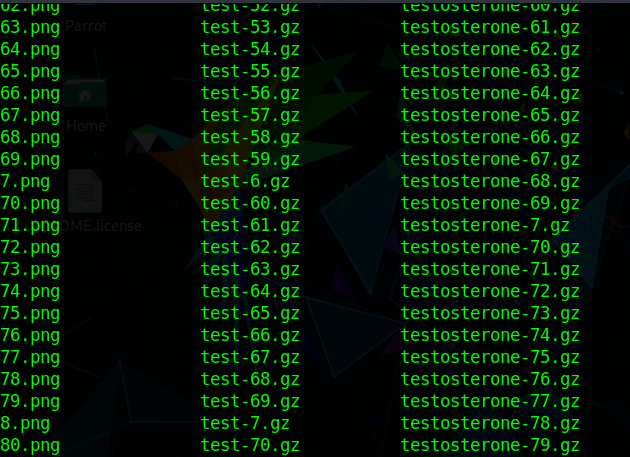 62.png test-52.gz testosterone-60.gz
63.png test-53.gz testosterone-61.gz
Parrot
64.png test-54.gz testosterone-62.gz
65.png test-55.gz testosterone-63.gz
66.png test-56.gz testosterone-64.gz
67.png test-57.gz testosterone-65.gz
Home
68.png test-58.gz testosterone-66.gz
69.png test-59.gz testosterone-67.gz
7.png test-6.gz testosterone-68.gz
70.png test-60.gz testosterone-69.gz
71.png test-61.gz testosterone-7.gz
DME.license
72.png test-62.gz testosterone-70.gz
73.png test-63.gz testosterone-71.gz
74.png test-64.gz testosterone-72.gz
75.png test-65.gz testosterone-73.gz
76.png test-66.gz testosterone-74.gz
77.png test-67.gz testosterone-75.gz
78.png test-68.gz testosterone-76.gz
79.png test-69.gz testosterone-77.gz
8.png test-7.gz testosterone-78.gz
80.png test-70.gz testosterone-79.gz